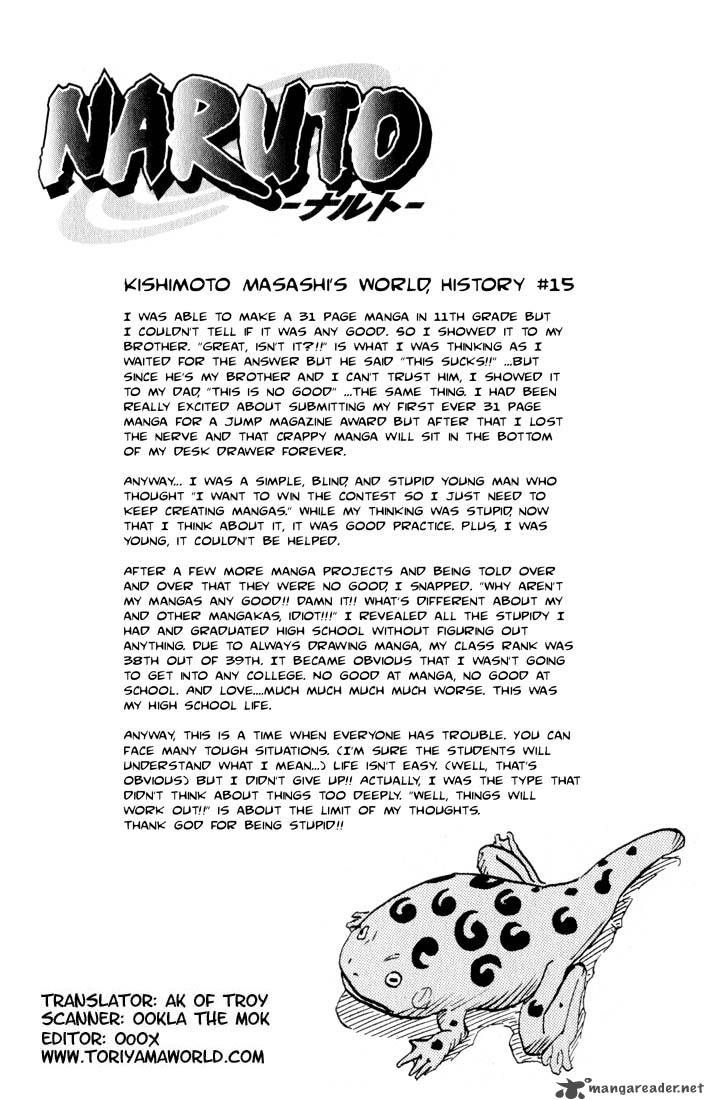 NARUTO
-ナルト-
KISHIMOTO MASASHI'S WORLD, HISTORY #15
I WAS ABLE TO MAKE A 31 PAGE MANGA IN 11TH GRADE BUT
I COULDN'T TELL IF IT WAS ANY GOOD. SO I SHOWED IT TO MY
BROTHER. "GREAT, ISN'T IT?!!" IS WHAT I WAS THINKING AS I
WAITED FOR THE ANSWER BUT HE SAID "THIS SUCKS!!" ...BUT
SINCE HE'S MY BROTHER AND I CAN'T TRUST HIM, I SHOWED IT
TO MY DAD, "THIS IS NO GOOD" ...THE SAME THING. I HAD BEEN
REALLY EXCITED ABOUT SUBMITTING MY FIRST EVER 31 PAGE
MANGA FOR A JUMP MAGAZINE AWARD BUT AFTER THAT I LOST
THE NERVE AND THAT CRAPPY MANGA WILL SIT IN THE BOTTOM
OF MY DESK DRAWER FOREVER.
ANYWAY... I WAS A SIMPLE, BLIND, AND STUPID YOUNG MAN WHO
THOUGHT "I WANT TO WIN THE CONTEST SO I JUST NEED TO
KEEP CREATING MANGAS." WHILE MY THINKING WAS STUPID, NOW
THAT I THINK ABOUT IT, IT WAS GOOD PRACTICE. PLUS, I WAS
YOUNG, IT COULDN'T BE HELPED.
AFTER A FEW MORE MANGA PROJECTS AND BEING TOLD OVER
AND OVER THAT THEY WERE NO GOOD, I SNAPPED. "WHY AREN'T
MY MANGAS ANY GOOD!! DAMN IT!! WHAT'S DIFFERENT ABOUT MY
AND OTHER MANGAKAS, IDIOT!!!" I REVEALED ALL THE STUPIDLY I
HAD AND GRADUATED HIGH SCHOOL WITHOUT FIGURING OUT
ANYTHING. DUE TO ALWAYS DRAWING MANGA, MY CLASS RANK WAS
38TH OUT OF 39TH. IT BECAME OBVIOUS THAT I WASN'T GOING
TO GET INTO ANY COLLEGE. NO GOOD AT MANGA, NO GOOD AT
SCHOOL. AND LOVE....MUCH MUCH MUCH MUCH WORSE. THIS WAS
MY HIGH SCHOOL LIFE.
ANYWAY, THIS IS A TIME WHEN EVERYONE HAS TROUBLE. YOU CAN
FACE MANY TOUGH SITUATIONS. (I'M SURE THE STUDENTS WILL
UNDERSTAND WHAT I MEAN...) LIFE ISN'T EASY. (WELL, THAT'S
OBVIOUS) BUT I DIDN'T GIVE UP!! ACTUALLY, I WAS THE TYPE THAT
DIDN'T THINK ABOUT THINGS TOO DEEPLY. "WELL, THINGS WILL
WORK OUT!!" IS ABOUT THE LIMIT OF MY THOUGHTS.
THANK GOD FOR BEING STUPID!!
TRANSLATOR: AK OF TROY
SCANNER: OOKLA THE MOK
EDITOR: OOOX
WWW.TORIYAMAWORLD.COM
mangareader.net